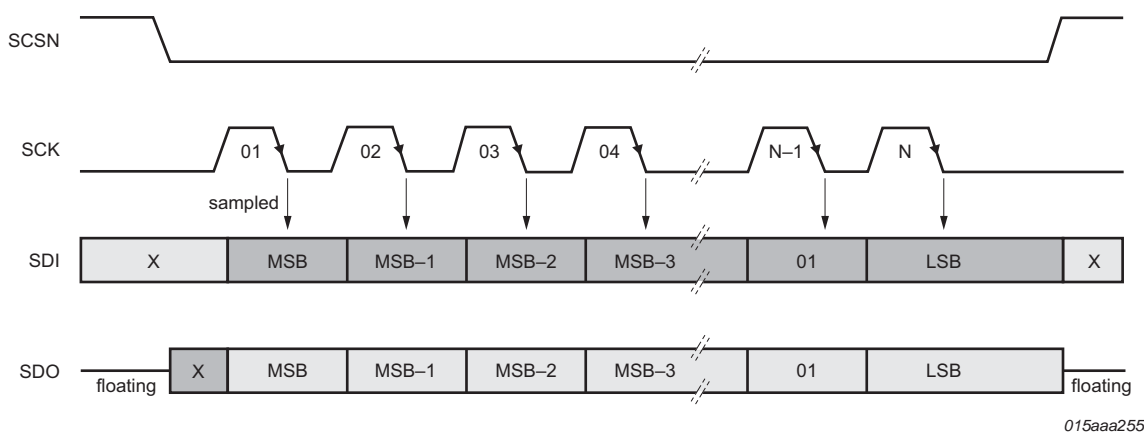 SCSN
SCK
01
02
03
04
N–1
N
sampled
SDI
X
MSB
MSB–1
MSB–2
MSB–3
01
LSB
X
SDO
floating
X
MSB
MSB–1
MSB–2
MSB–3
01
LSB
floating
015aaa255